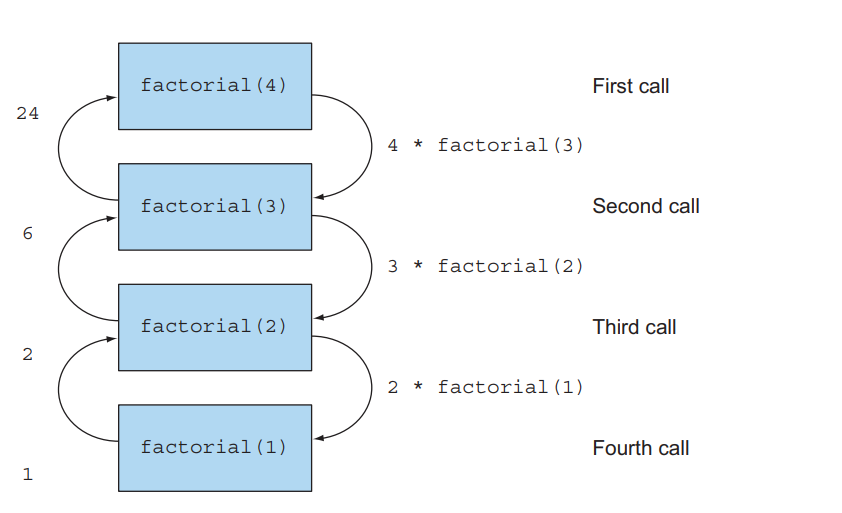 factorial(4)
First call
24
4 * factorial(3)
factorial(3)
Second call
6
3 * factorial(2)
factorial(2)
Third call
2
2 * factorial(1)
factorial(1)
Fourth call
1